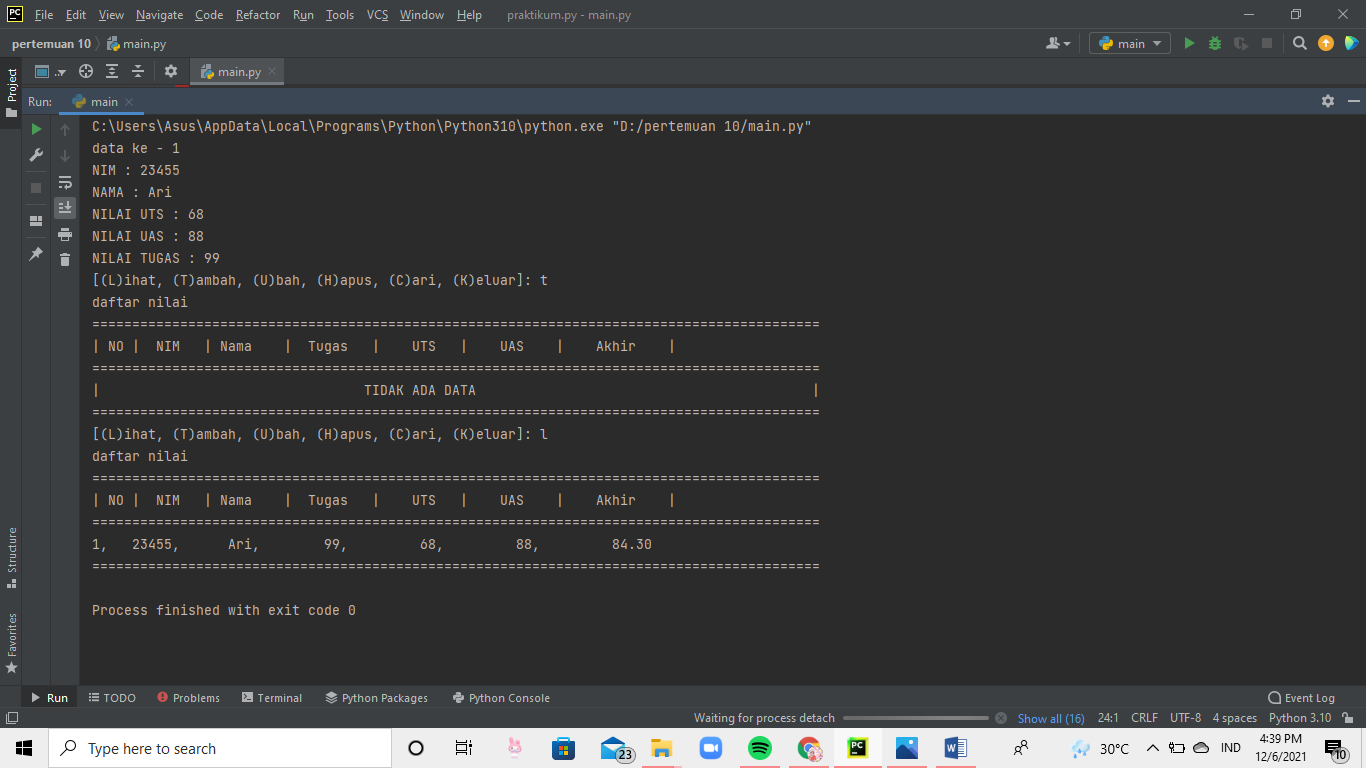 PC File Edit View Navigate Code Refactor Run Tools VCS Window Help praktikum.py - main.py
pertemuan 10 main.py main
Project main.py
Run: main
C:\Users\Asus\AppData\Local\Programs\Python\Python310\python.exe "D:/pertemuan 10/main.py"
data ke - 1
NIM : 23455
NAMA : Ari
NILAI UTS : 68
NILAI UAS : 88
NILAI TUGAS : 99
[(L)ihat, (T)ambah, (U)bah, (H)apus, (C)ari, (K)eluar]: t
daftar nilai
===========================================================================================
| NO |  NIM   | Nama    |  Tugas   |    UTS   |    UAS    |    Akhir    |
===========================================================================================
|                                 TIDAK ADA DATA                                          |
===========================================================================================
[(L)ihat, (T)ambah, (U)bah, (H)apus, (C)ari, (K)eluar]: l
daftar nilai
===========================================================================================
| NO |  NIM   | Nama    |  Tugas   |    UTS   |    UAS    |    Akhir    |
===========================================================================================
1,   23455,      Ari,        99,         68,         88,         84.30
===========================================================================================
Process finished with exit code 0
Structure
Favorites
Run TODO Problems Terminal Python Packages Python Console Event Log
Waiting for process detach Show all (16) 24:1 CRLF UTF-8 4 spaces Python 3.10
Type here to search 23 PC 30°C IND 4:39 PM
12/6/2021 10